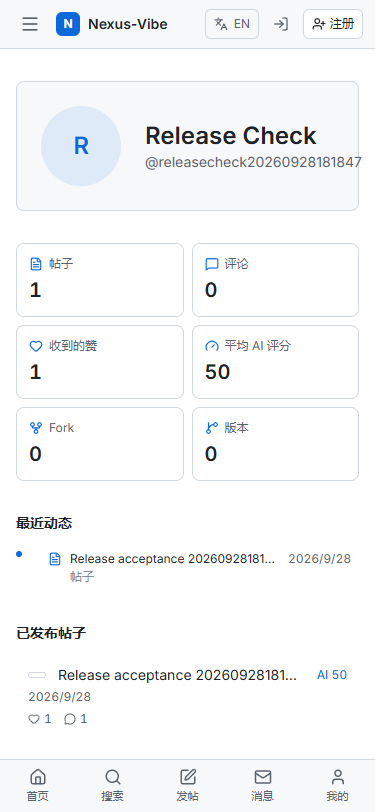 N Nexus-Vibe EN 注册
R
Release Check
@releasecheck20260928181847
帖子
1
评论
0
收到的赞
1
平均 AI 评分
50
Fork
0
版本
0
最近动态
Release acceptance 20260928181... 2026/9/28
帖子
已发布帖子
Release acceptance 20260928181... AI 50
2026/9/28
1 1
首页 搜索 发帖 消息 我的